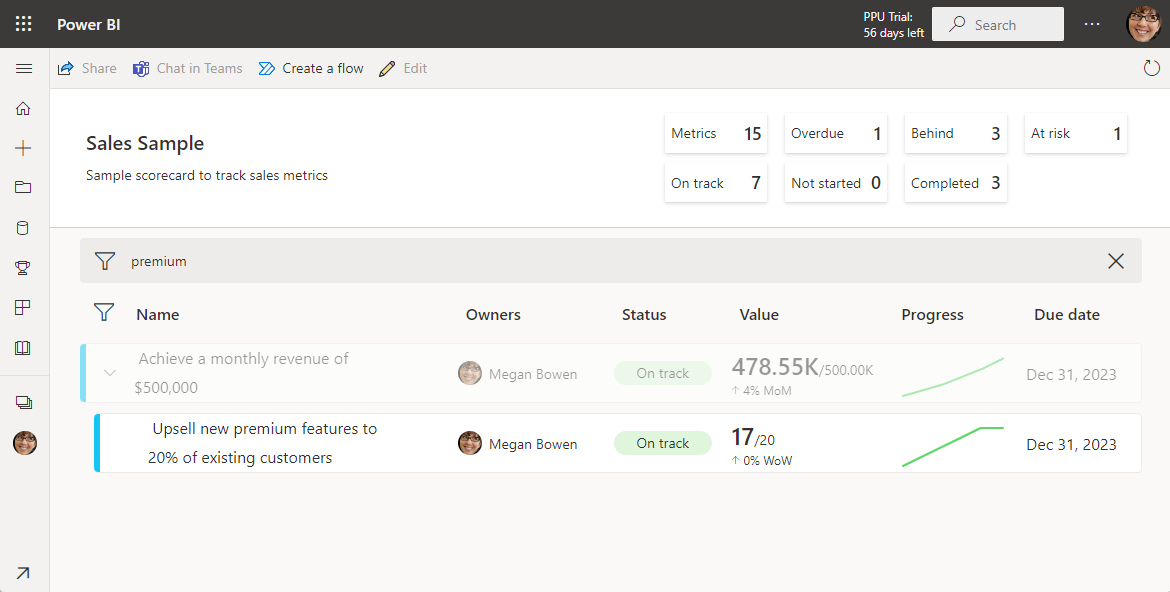 Power BI
PPU Trial:
56 days left
Search
Share
Chat in Teams
Create a flow
Edit
Sales Sample
Sample scorecard to track sales metrics
Metrics 15
Overdue 1
Behind 3
At risk 1
On track 7
Not started 0
Completed 3
premium
Name Owners Status Value Progress Due date
Achieve a monthly revenue of
$500,000
Megan Bowen
On track
478.55K/500.00K
↑ 4% MoM
Dec 31, 2023
Upsell new premium features to
20% of existing customers
Megan Bowen
On track
17/20
↑ 0% WoW
Dec 31, 2023